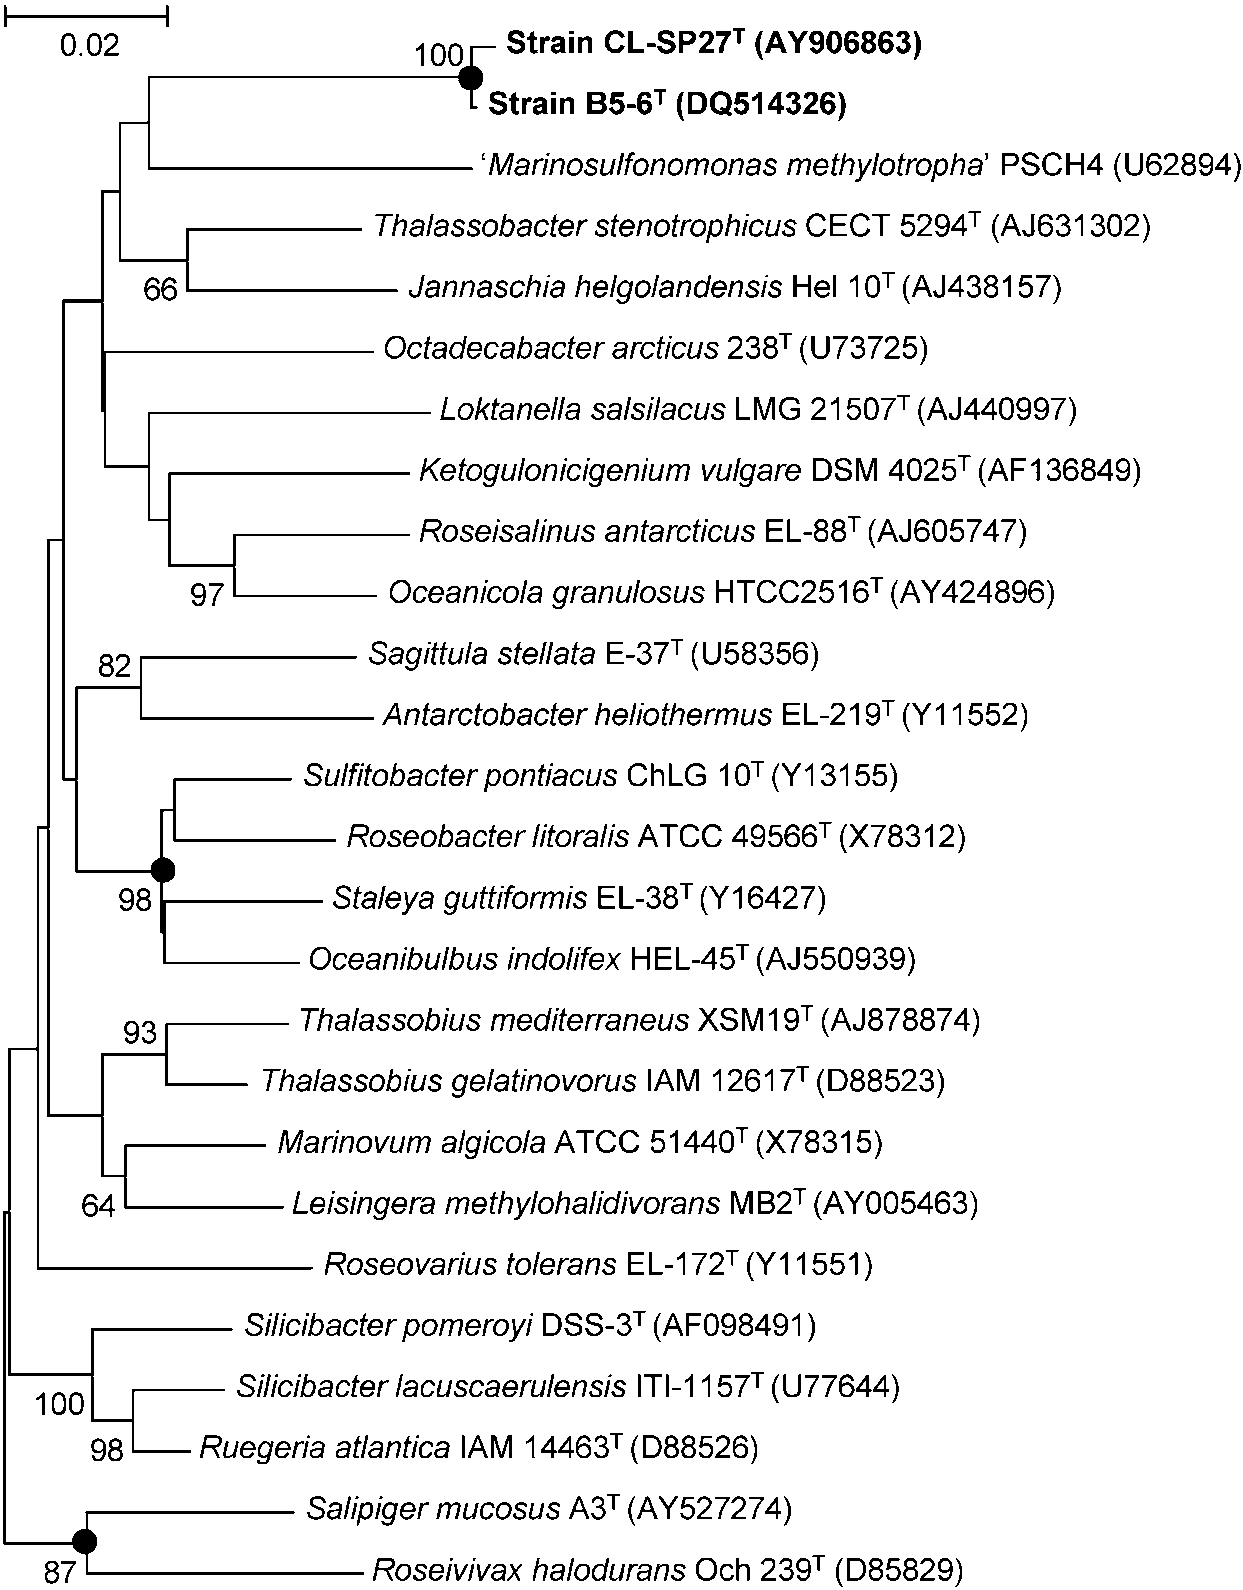 0.02
100
Strain CL-SP27ᵀ (AY906863)
Strain B5-6ᵀ (DQ514326)
‘Marinosulfonomonas methylotropha’ PSCH4 (U62894)
Thalassobacter stenotrophicus CECT 5294ᵀ (AJ631302)
66
Jannaschia helgolandensis Hel 10ᵀ (AJ438157)
Octadecabacter arcticus 238ᵀ (U73725)
Loktanella salsilacus LMG 21507ᵀ (AJ440997)
Ketogulonicigenium vulgare DSM 4025ᵀ (AF136849)
Roseisalinus antarcticus EL-88ᵀ (AJ605747)
97
Oceanicola granulosus HTCC2516ᵀ (AY424896)
82
Sagittula stellata E-37ᵀ (U58356)
Antarctobacter heliothermus EL-219ᵀ (Y11552)
Sulfitobacter pontiacus ChLG 10ᵀ (Y13155)
Roseobacter litoralis ATCC 49566ᵀ (X78312)
98
Staleya guttiformis EL-38ᵀ (Y16427)
Oceanibulbus indolifex HEL-45ᵀ (AJ550939)
93
Thalassobius mediterraneus XSM19ᵀ (AJ878874)
Thalassobius gelatinovorus IAM 12617ᵀ (D88523)
Marinovum algicola ATCC 51440ᵀ (X78315)
64
Leisingera methylohalidivorans MB2ᵀ (AY005463)
Roseovarius tolerans EL-172ᵀ (Y11551)
Silicibacter pomeroyi DSS-3ᵀ (AF098491)
100
Silicibacter lacuscaerulensis ITI-1157ᵀ (U77644)
98
Ruegeria atlantica IAM 14463ᵀ (D88526)
Salipiger mucosus A3ᵀ (AY527274)
87
Roseivivax halodurans Och 239ᵀ (D85829)